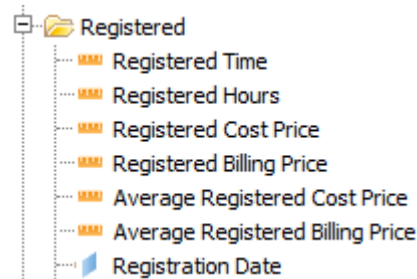 Registered
Registered Time
Registered Hours
Registered Cost Price
Registered Billing Price
Average Registered Cost Price
Average Registered Billing Price
Registration Date